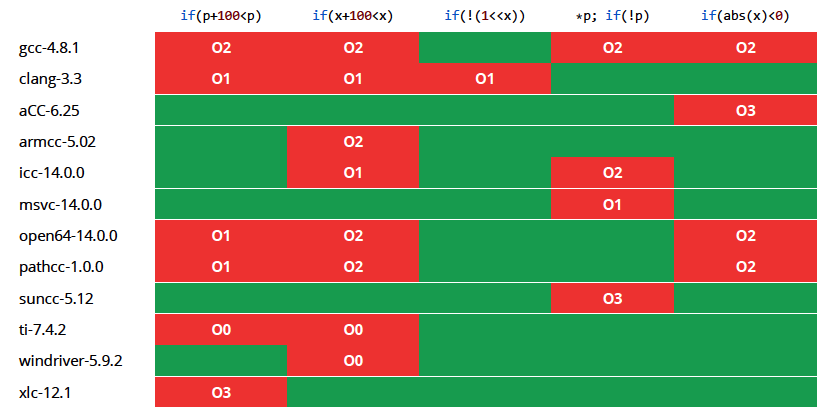 if(p+100<p) if(x+100<x) if(!(1<<x)) *p; if(!p) if(abs(x)<0)
gcc-4.8.1 O2 O2 O2 O2
clang-3.3 O1 O1 O1
aCC-6.25 O3
armcc-5.02 O2
icc-14.0.0 O1 O2
msvc-14.0.0 O1
open64-14.0.0 O1 O2 O2
pathcc-1.0.0 O1 O2 O2
suncc-5.12 O3
ti-7.4.2 O0 O0
windriver-5.9.2 O0
xlc-12.1 O3